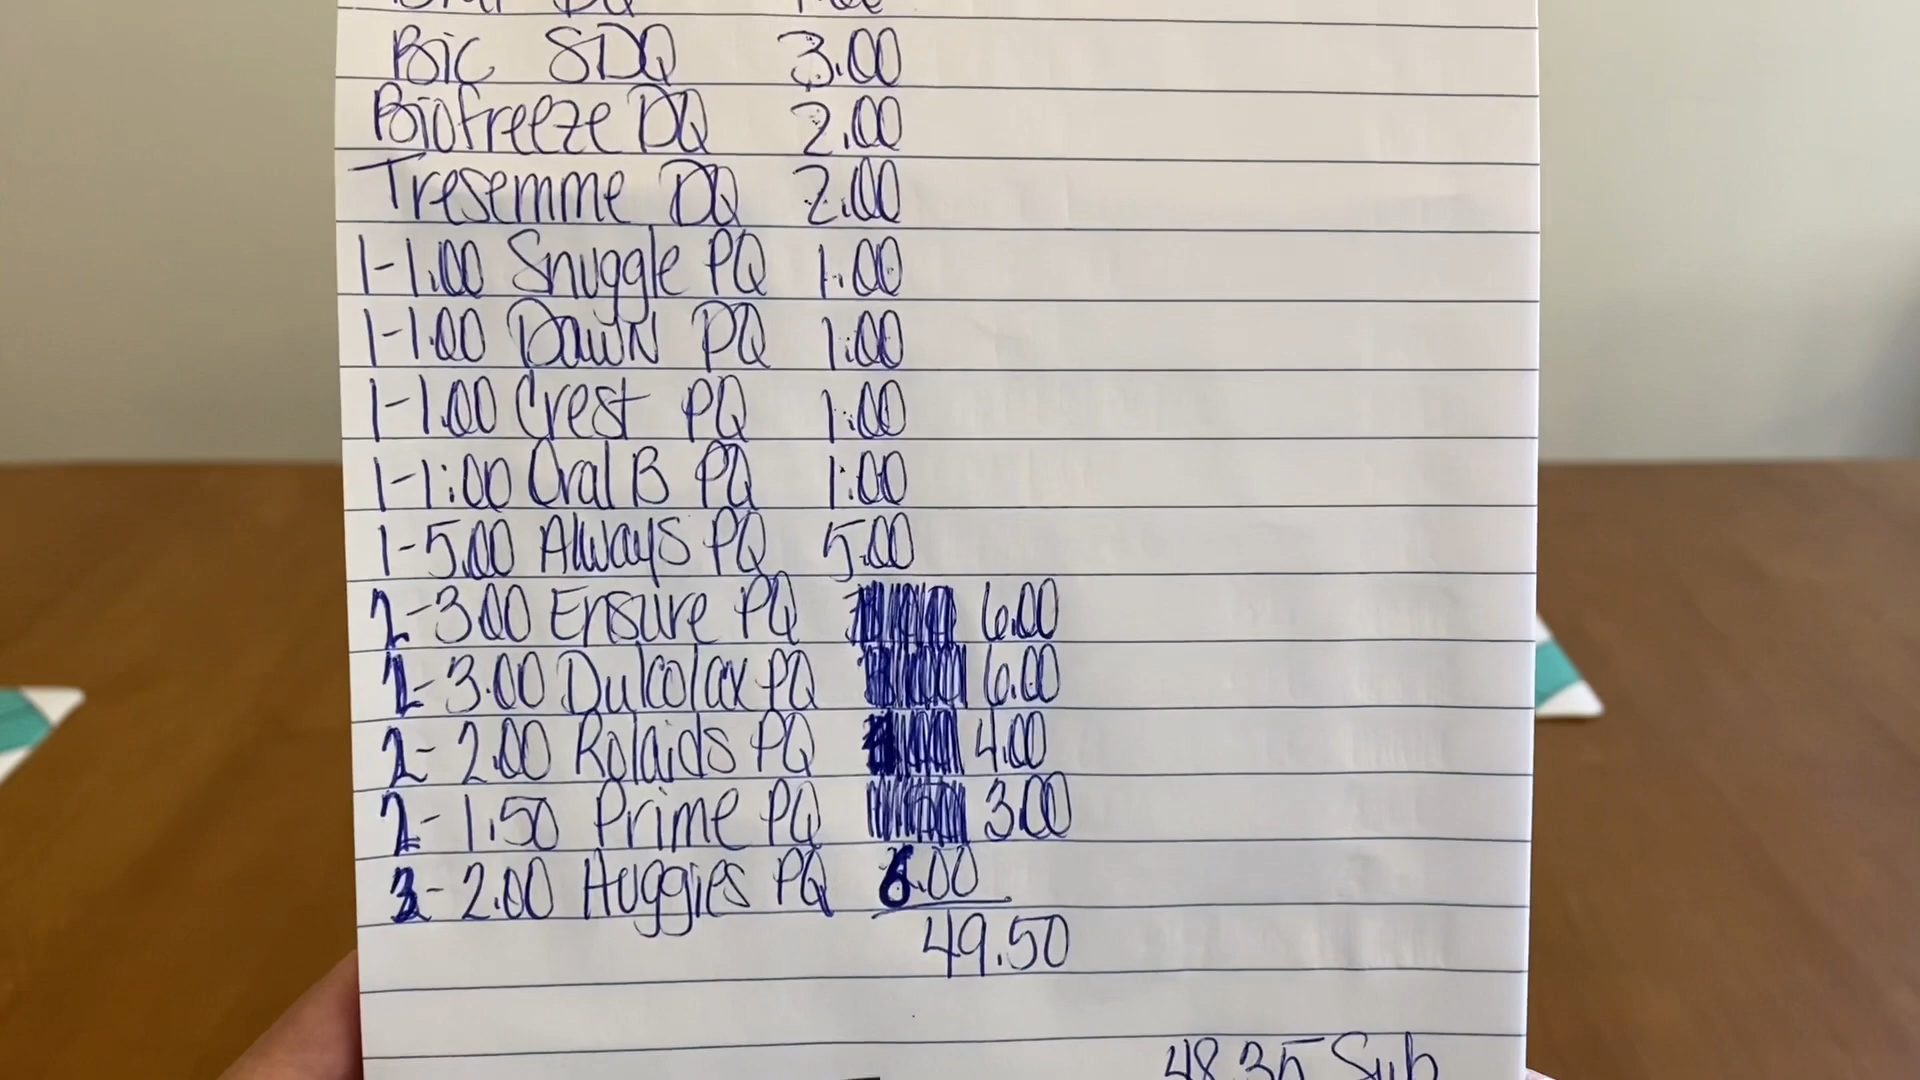 Bic SDQ 3.00
Biofreeze DQ 2.00
Tresemme DQ 2.00
1-1.00 Snuggle PQ 1.00
1-1.00 Dawn PQ 1.00
1-1.00 Crest PQ 1.00
1-1:00 Oral B PQ 1:00
1-5.00 Always PQ 5.00
2-3.00 Ensure PQ 6.00
2-3.00 Dulcolax PQ 6.00
2-2.00 Rolaids PQ 4.00
2-1.50 Prime PQ 3.00
3-2.00 Huggies PQ 6.00
49.50
48.35 Sub